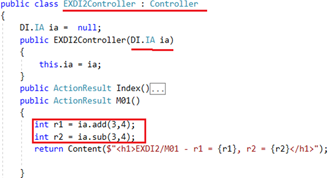 public class EXDI2Controller : Controller
{
DI.IA ia = null;
public EXDI2Controller(DI.IA ia)
{
this.ia = ia;
}
public ActionResult Index()...
public ActionResult M01()
{
int r1 = ia.add(3,4);
int r2 = ia.sub(3,4);
return Content($"<h1>EXDI2/M01 - r1 = {r1}, r2 = {r2}</h1>");
}